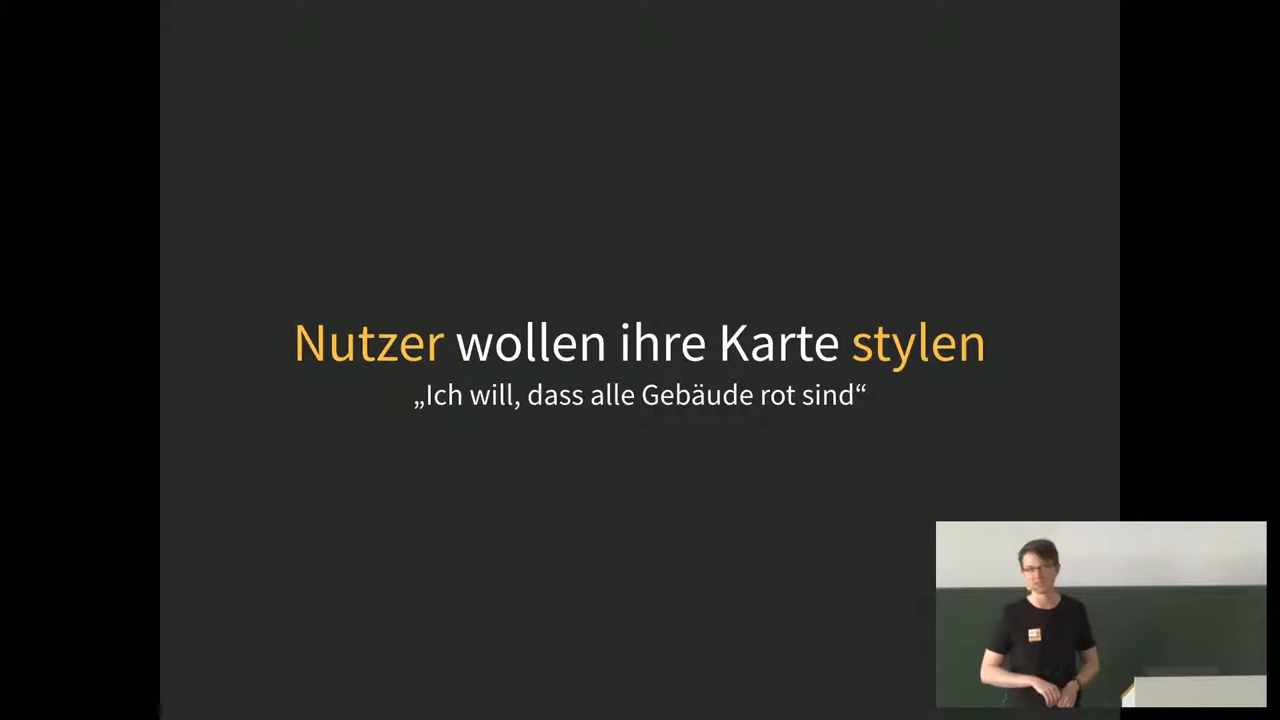 Nutzer wollen ihre Karte stylen
„Ich will, dass alle Gebäude rot sind“